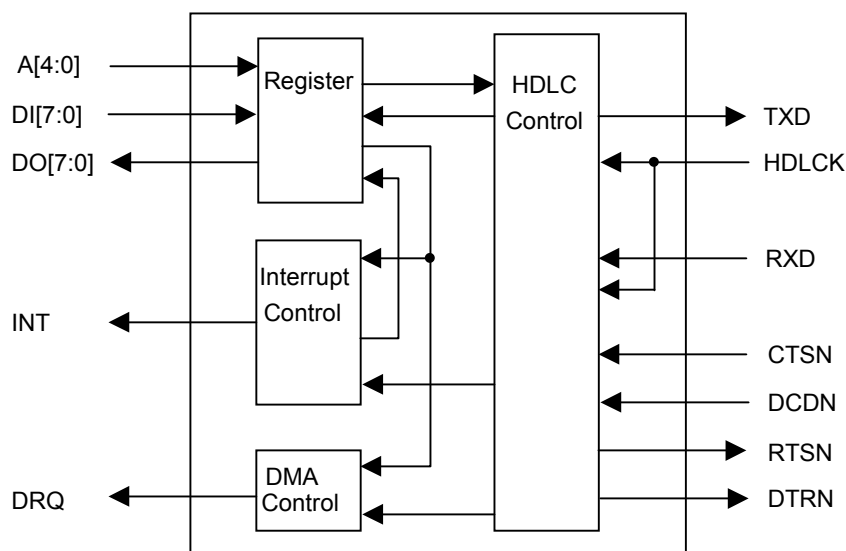 A[4:0]
DI[7:0]
DO[7:0]
INT
DRQ
Register
Interrupt
Control
DMA
Control
HDLC
Control
TXD
HDLCK
RXD
CTSN
DCDN
RTSN
DTRN